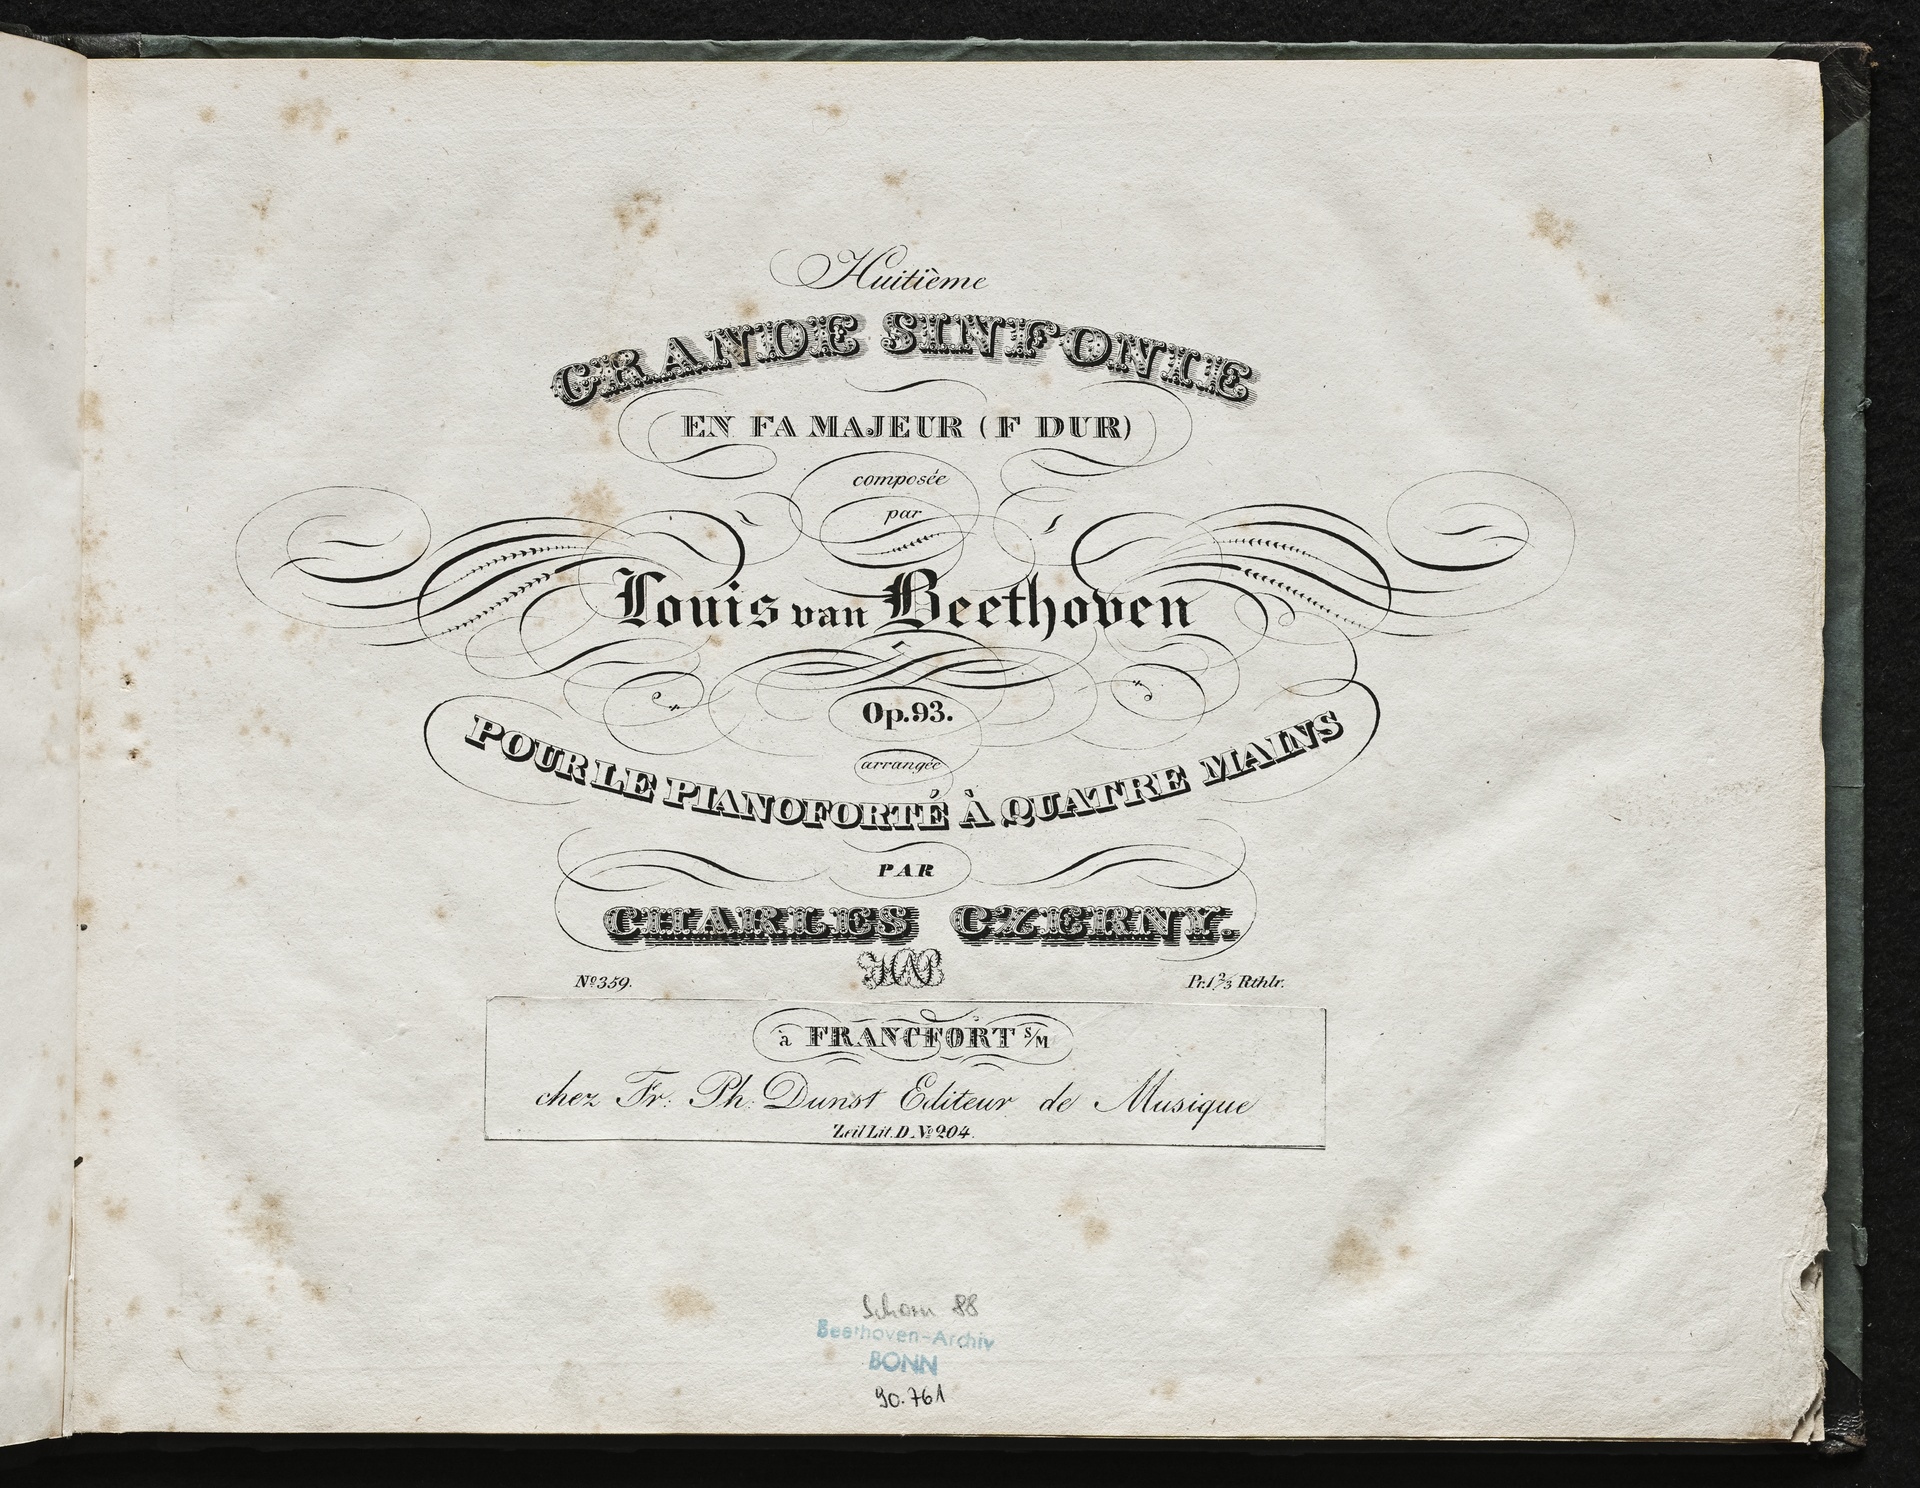 Huitième
GRANDE SINFONIE
EN FA MAJEUR (F DUR)
composée
par
Louis van Beethoven
Op. 93.
arrangée
POUR LE PIANOFORTÉ À QUATRE MAINS
PAR
CHARLES CZERNY.
Nº 359.
Pr. 1 2/3 Rthlr.
à FRANCFORT S/M
chez Fr: Ph: Dunst Editeur de Musique
Zeil Lit. D. Nº 204.
88
Beethoven-Archiv
BONN
90.761